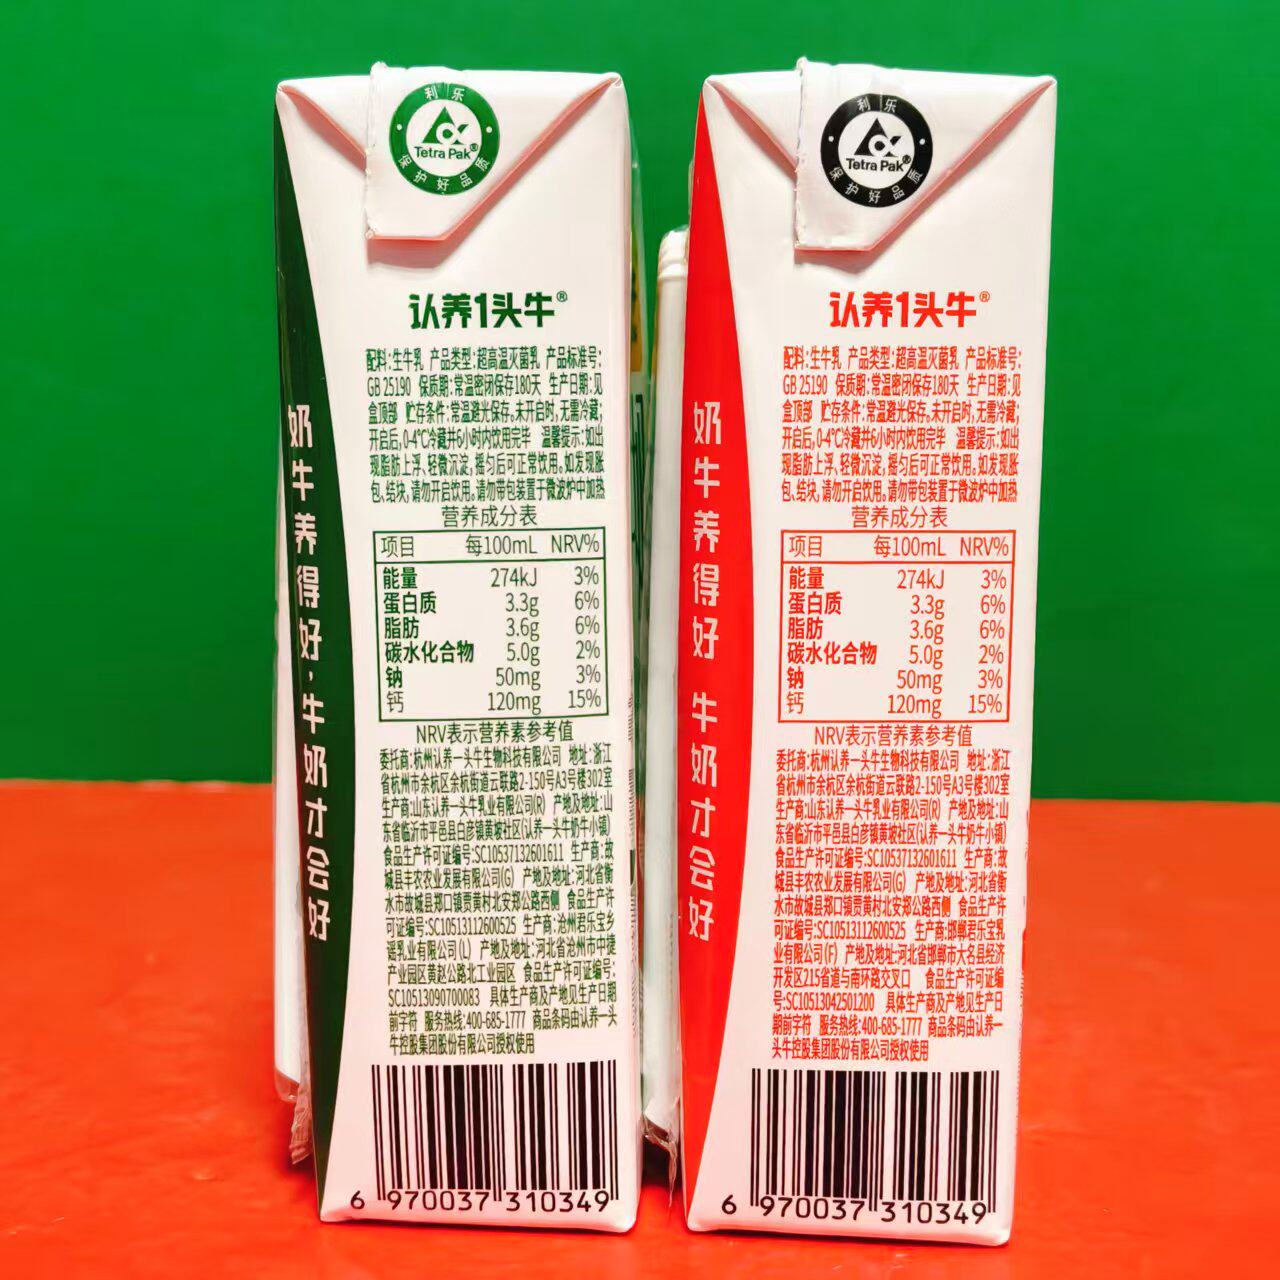 利乐
Tetra Pak®
保护好品质
认养1头牛®
配料:生牛乳 产品类型:超高温灭菌乳 产品标准号:
GB 25190 保质期:常温密闭保存180天 生产日期:见
盒顶部 贮存条件:常温避光保存。未开启时,无需冷藏;
开启后,0-4℃冷藏并6小时内饮用完毕 温馨提示:如出
现脂肪上浮、轻微沉淀,摇匀后可正常饮用。如发现胀
包、结块,请勿开启饮用。请勿带包装置于微波炉中加热
营养成分表
项目 每100mL NRV%
能量 274kJ 3%
蛋白质 3.3g 6%
脂肪 3.6g 6%
碳水化合物 5.0g 2%
钠 50mg 3%
钙 120mg 15%
NRV表示营养素参考值
委托商:杭州认养一头牛生物科技有限公司 地址:浙江
省杭州市余杭区余杭街道云联路2-150号A3号楼302室
生产商:山东认养一头牛乳业有限公司(R) 产地及地址:山
东省临沂市平邑县白彦镇黄坡社区(认养一头牛奶牛小镇)
食品生产许可证编号:SC10537132601611 生产商:故
城县丰农农业发展有限公司(G) 产地及地址:河北省衡
水市故城县郑口镇贾黄村北安郑公路西侧 食品生产许
可证编号:SC10513112600525 生产商:沧州君乐宝乡
谣乳业有限公司(L) 产地及地址:河北省沧州市中捷
产业园区黄赵公路北工业园区 食品生产许可证编号:
SC10513090700083 具体生产商及产地见生产日期
前字符 服务热线:400-685-1777 商品条码由认养一头
牛控股集团股份有限公司授权使用
6 970037 310349
奶牛养得好·牛奶才会好
利乐
Tetra Pak®
保护好品质
认养1头牛®
配料:生牛乳 产品类型:超高温灭菌乳 产品标准号:
GB 25190 保质期:常温密闭保存180天 生产日期:见
盒顶部 贮存条件:常温避光保存。未开启时,无需冷藏;
开启后,0-4℃冷藏并6小时内饮用完毕 温馨提示:如出
现脂肪上浮、轻微沉淀,摇匀后可正常饮用。如发现胀
包、结块,请勿开启饮用。请勿带包装置于微波炉中加热
营养成分表
项目 每100mL NRV%
能量 274kJ 3%
蛋白质 3.3g 6%
脂肪 3.6g 6%
碳水化合物 5.0g 2%
钠 50mg 3%
钙 120mg 15%
NRV表示营养素参考值
委托商:杭州认养一头牛生物科技有限公司 地址:浙江
省杭州市余杭区余杭街道云联路2-150号A3号楼302室
生产商:山东认养一头牛乳业有限公司(R) 产地及地址:山
东省临沂市平邑县白彦镇黄坡社区(认养一头牛奶牛小镇)
食品生产许可证编号:SC10537132601611 生产商:故
城县丰农农业发展有限公司(G) 产地及地址:河北省衡
水市故城县郑口镇贾黄村北安郑公路西侧 食品生产许
可证编号:SC10513112600525 生产商:邯郸君乐宝乳
业有限公司(F) 产地及地址:河北省邯郸市大名县经济
开发区215省道与南环路交叉口 食品生产许可证编
号:SC10513042501200 具体生产商及产地见生产日
期前字符 服务热线:400-685-1777 商品条码由认养一
头牛控股集团股份有限公司授权使用
6 970037 310349
奶牛养得好 牛奶才会好